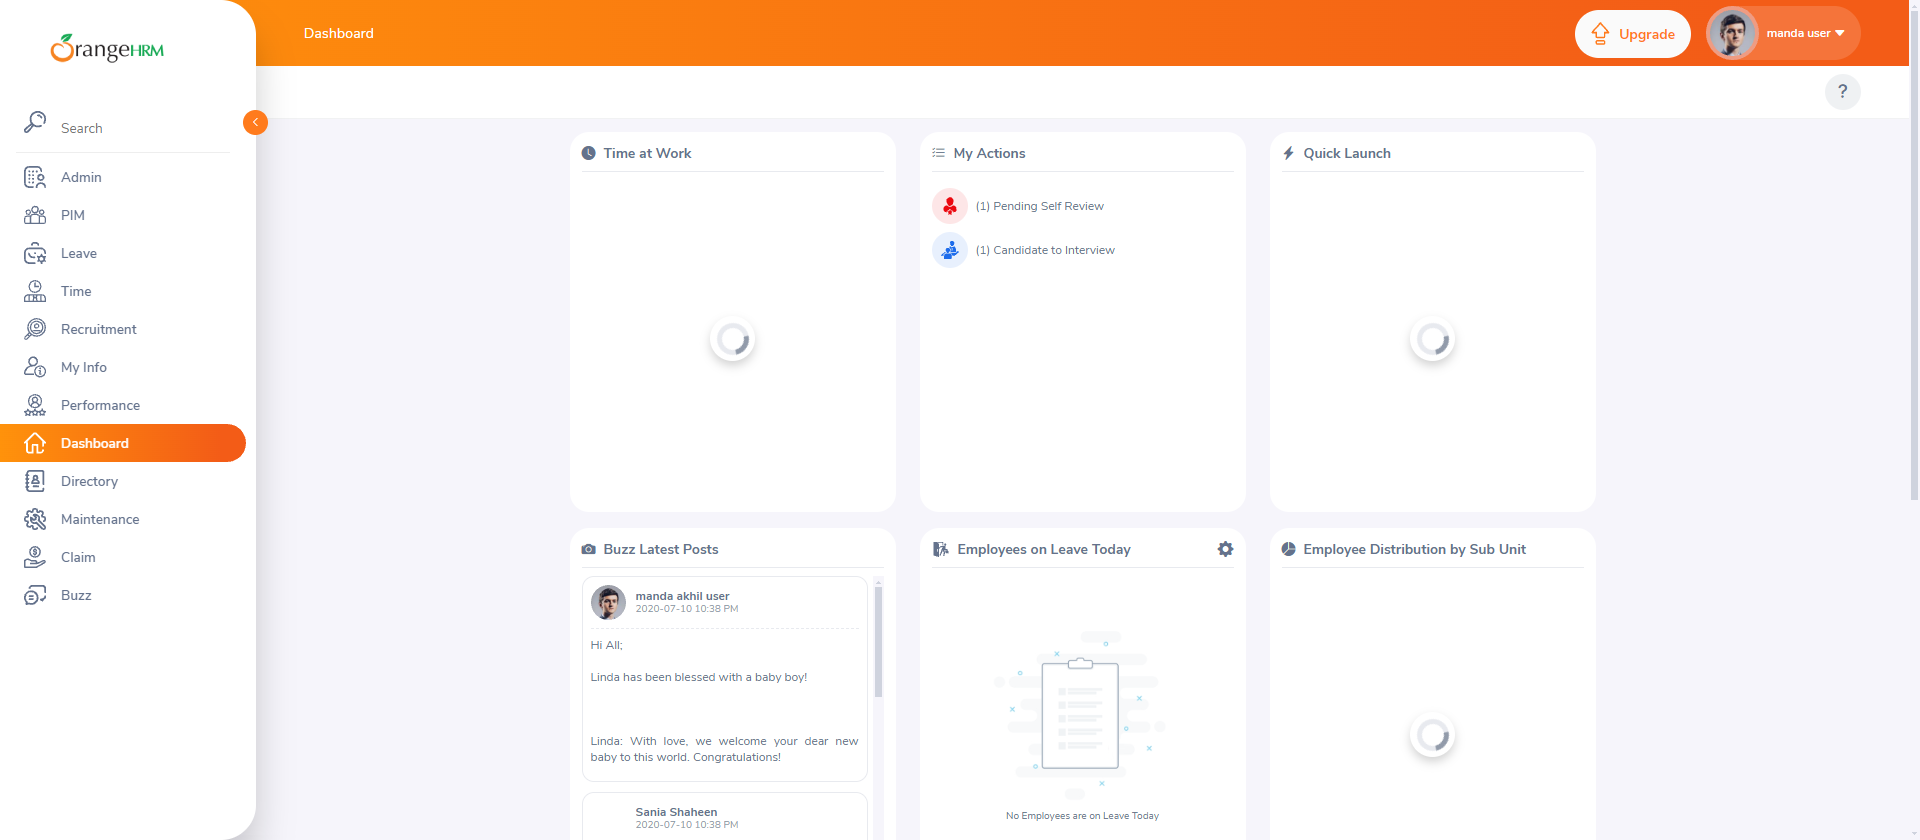 OrangeHRM
Dashboard
Upgrade
manda user
?
Search
Admin
PIM
Leave
Time
Recruitment
My Info
Performance
Dashboard
Directory
Maintenance
Claim
Buzz
Time at Work
My Actions
(1) Pending Self Review
(1) Candidate to Interview
Quick Launch
Buzz Latest Posts
manda akhil user
2020-07-10 10:38 PM
Hi All;
Linda has been blessed with a baby boy!
Linda: With love, we welcome your dear new
baby to this world. Congratulations!
Sania Shaheen
2020-07-10 10:38 PM
Employees on Leave Today
No Employees are on Leave Today
Employee Distribution by Sub Unit